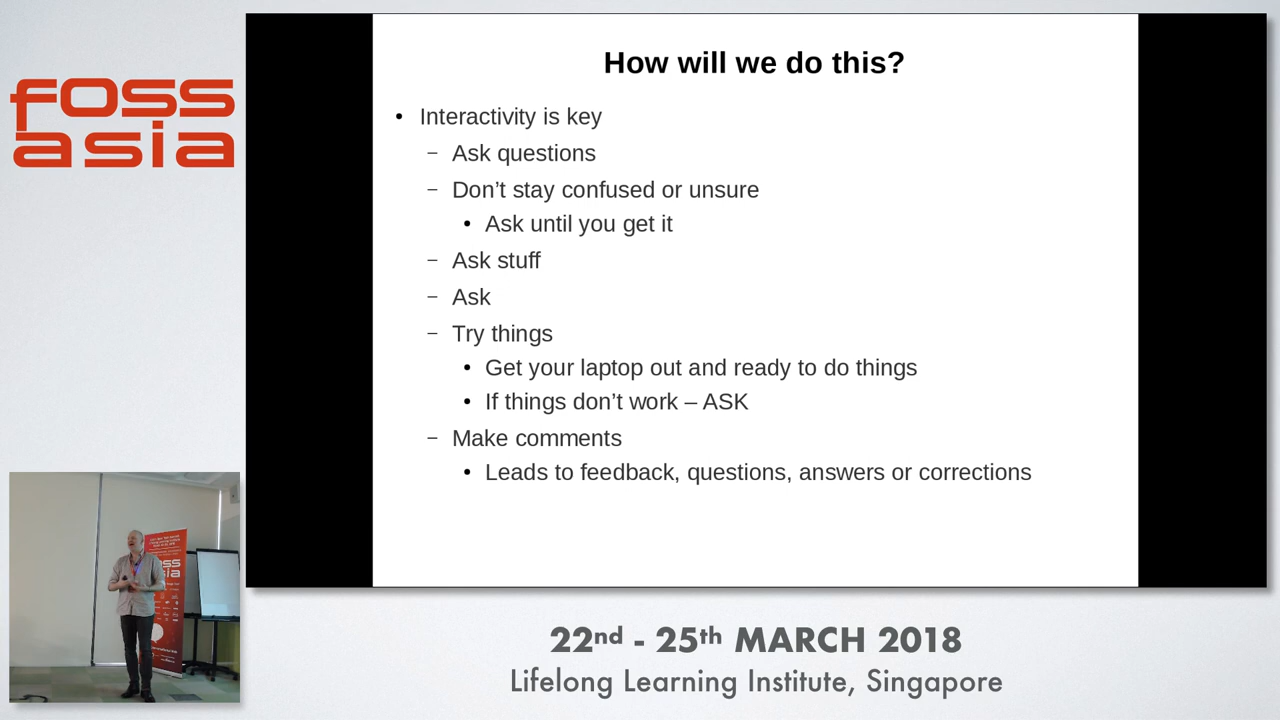 foss
asia
How will we do this?
• Interactivity is key
– Ask questions
– Don’t stay confused or unsure
• Ask until you get it
– Ask stuff
– Ask
– Try things
• Get your laptop out and ready to do things
• If things don’t work – ASK
– Make comments
• Leads to feedback, questions, answers or corrections
22nd - 25th MARCH 2018
Lifelong Learning Institute, Singapore